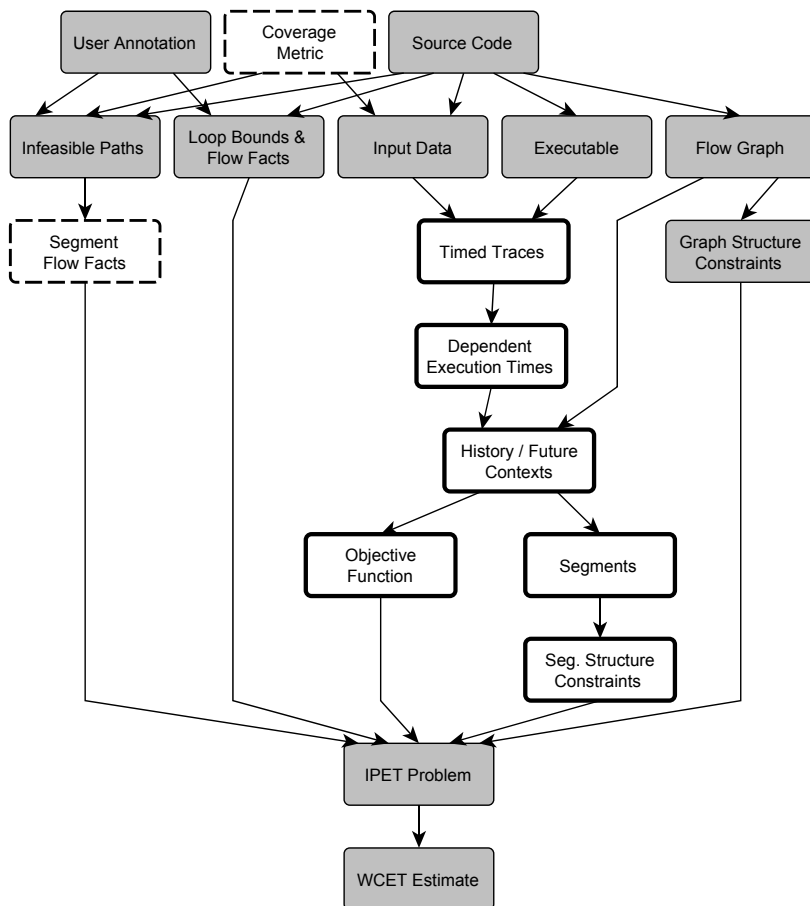 User Annotation
Coverage
Metric
Source Code
Infeasible Paths
Loop Bounds &
Flow Facts
Input Data
Executable
Flow Graph
Segment
Flow Facts
Timed Traces
Graph Structure
Constraints
Dependent
Execution Times
History / Future
Contexts
Objective
Function
Segments
Seg. Structure
Constraints
IPET Problem
WCET Estimate